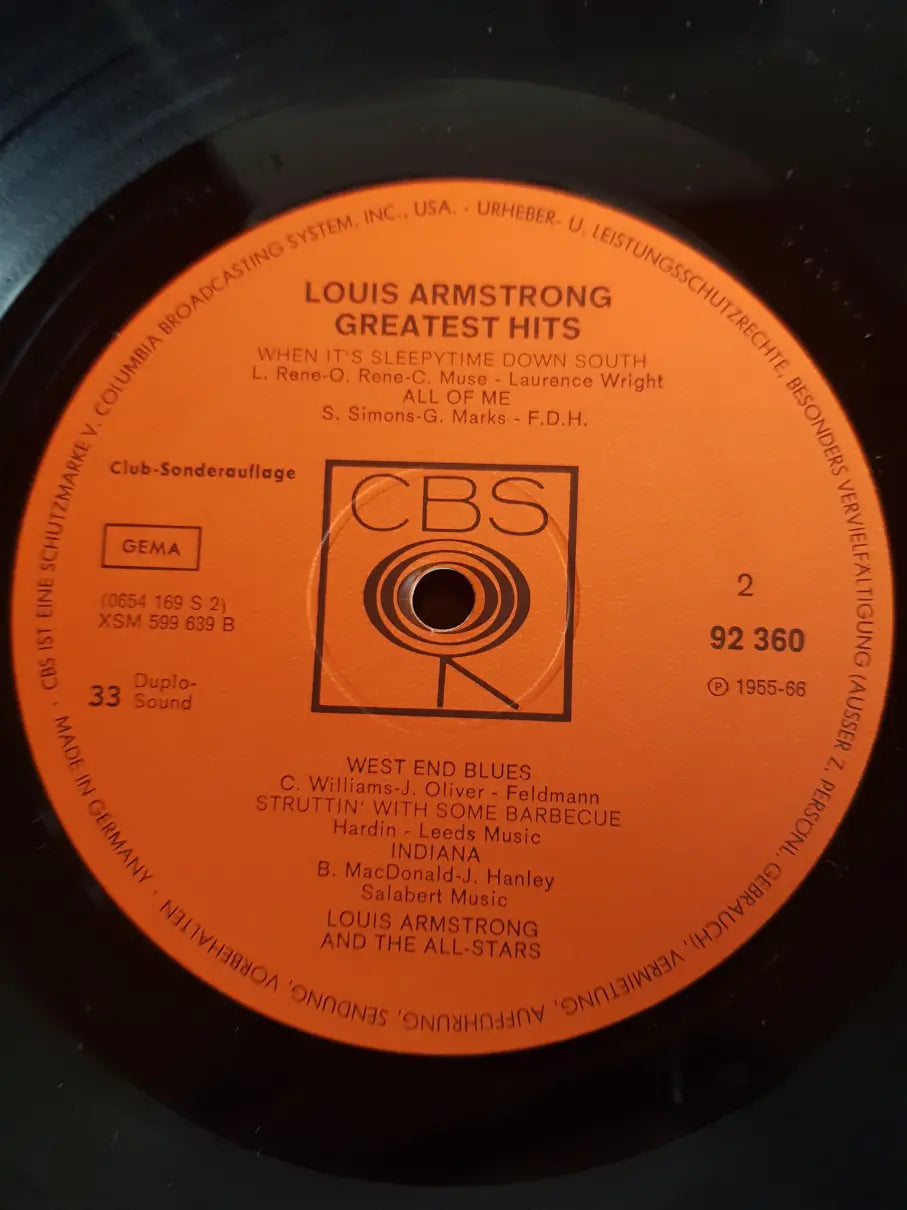 CBS IST EINE SCHUTZMARKE V. COLUMBIA BROADCASTING SYSTEM, INC., USA. · URHEBER- U. LEISTUNGSSCHUTZRECHTE, BESONDERS VERVIELFÄLTIGUNG (AUSSER Z. PERSÖNL. GEBRAUCH), VERMIETUNG, AUFFÜHRUNG, SENDUNG, VORBEHALTEN · MADE IN GERMANY ·
LOUIS ARMSTRONG
GREATEST HITS
WHEN IT'S SLEEPYTIME DOWN SOUTH
L. Rene-O. Rene-C. Muse - Laurence Wright
ALL OF ME
S. Simons-G. Marks - F.D.H.
Club-Sonderauflage
CBS
GEMA
2
(0654 169 S 2)
XSM 599 639 B
92 360
33 Duplo-
Sound
℗ 1955-66
WEST END BLUES
C. Williams-J. Oliver - Feldmann
STRUTTIN' WITH SOME BARBECUE
Hardin - Leeds Music
INDIANA
B. MacDonald-J. Hanley
Salabert Music
LOUIS ARMSTRONG
AND THE ALL-STARS